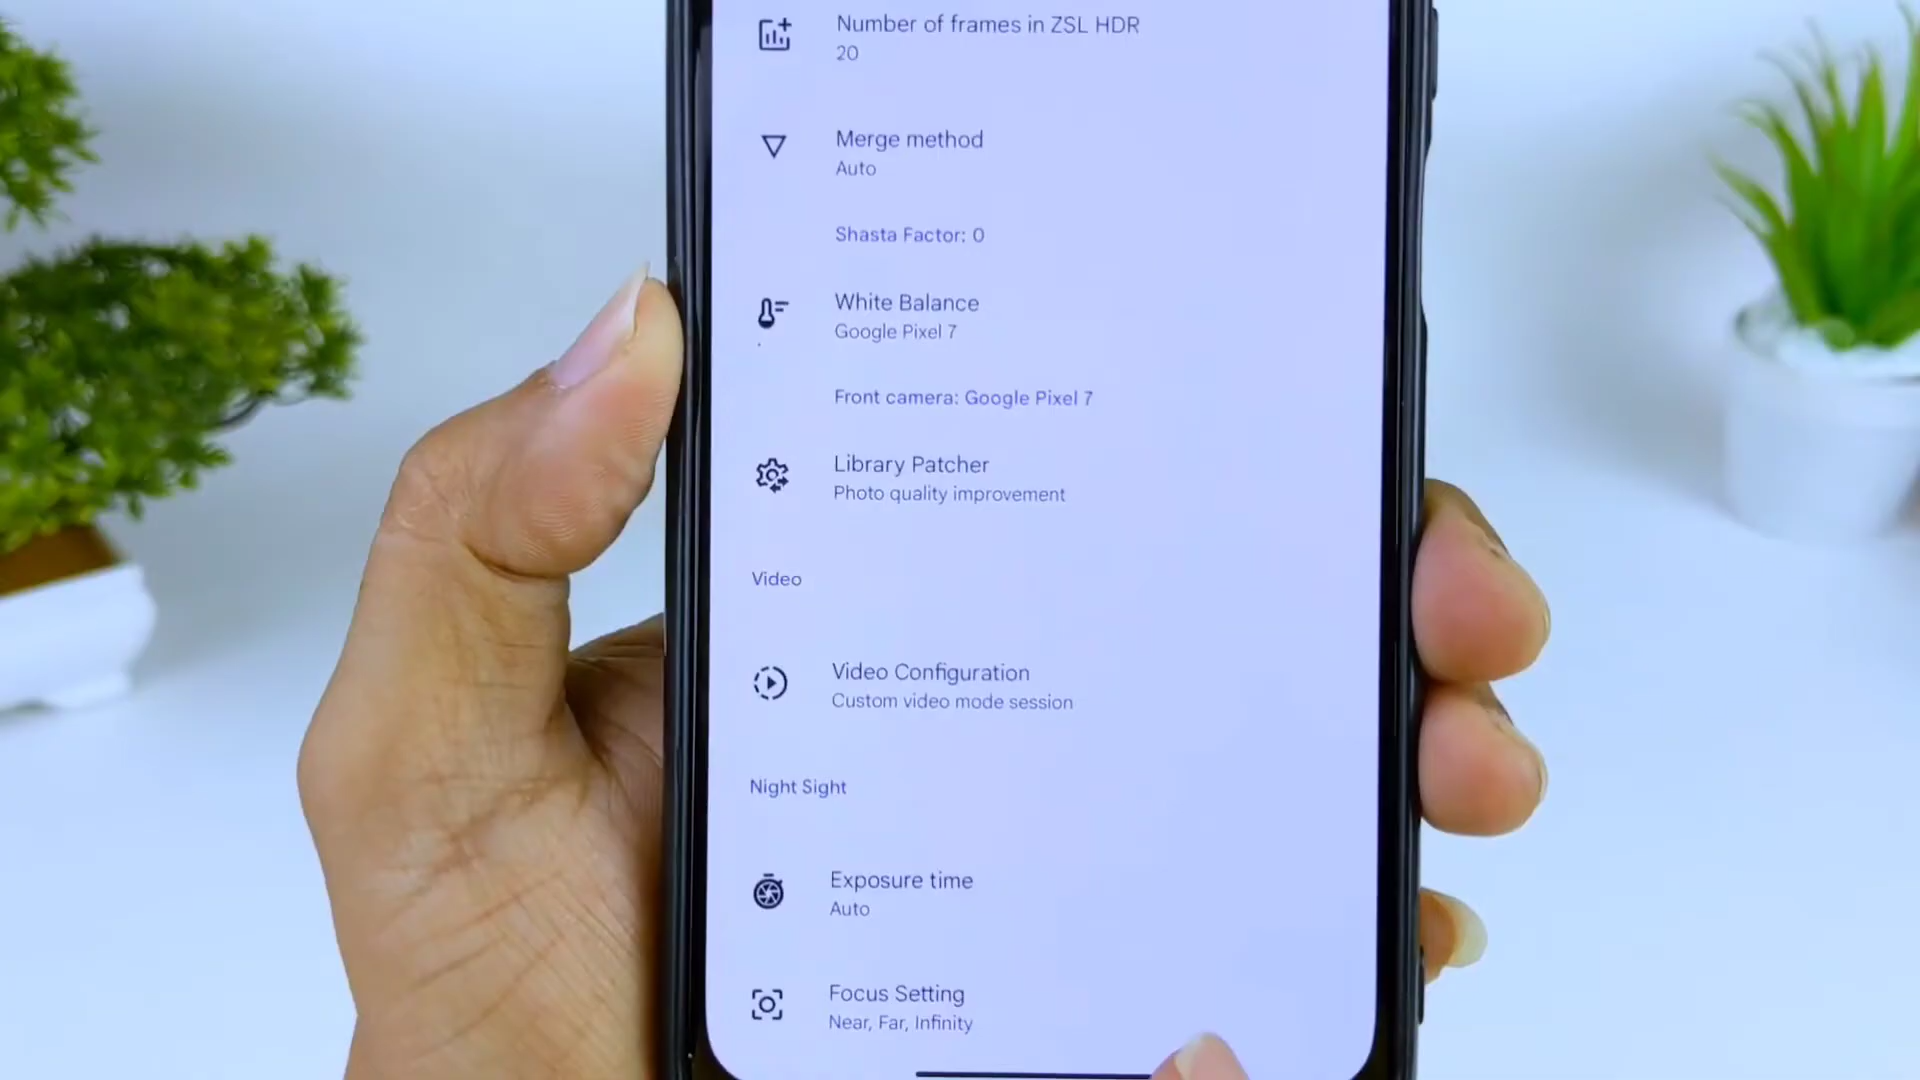 Number of frames in ZSL HDR
20
Merge method
Auto
Shasta Factor: 0
White Balance
Google Pixel 7
Front camera: Google Pixel 7
Library Patcher
Photo quality improvement
Video
Video Configuration
Custom video mode session
Night Sight
Exposure time
Auto
Focus Setting
Near, Far, Infinity